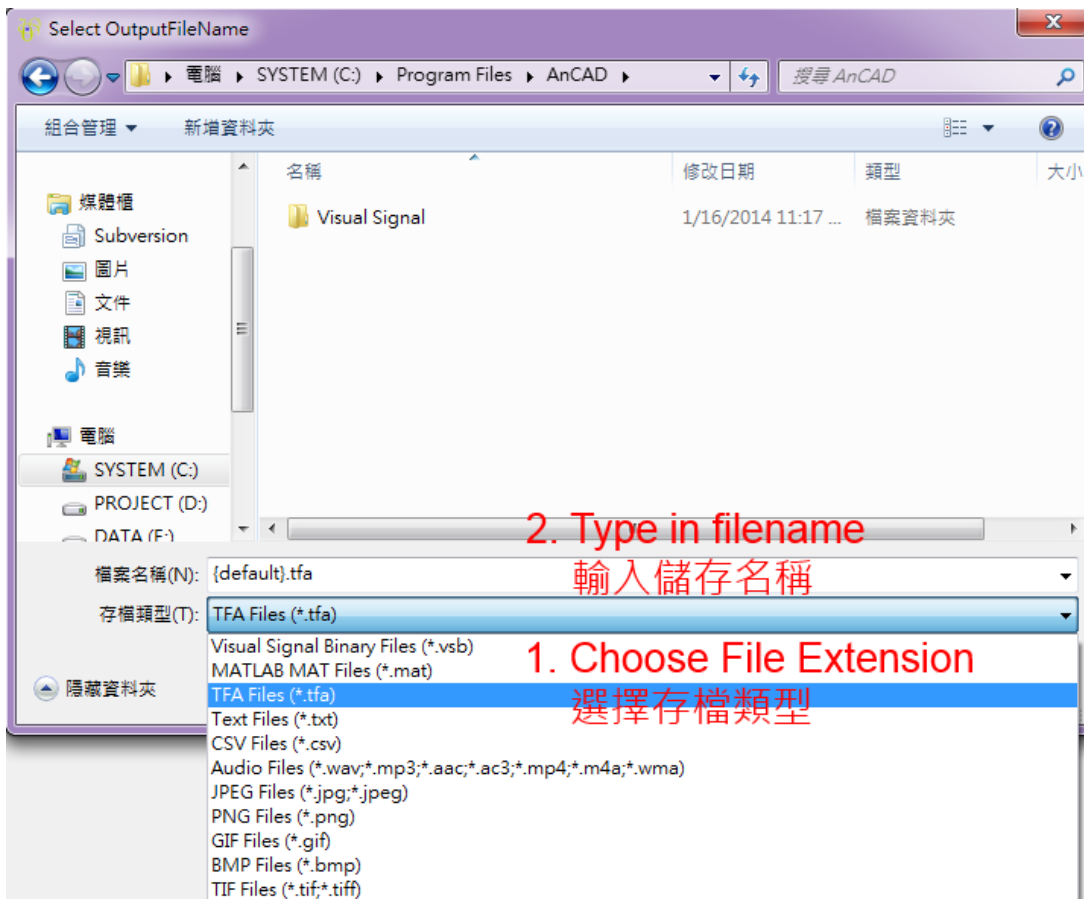 Select OutputFileName
電腦 SYSTEM (C:) Program Files AnCAD 搜尋 AnCAD
組合管理 新增資料夾
名稱 修改日期 類型 大小
媒體櫃
Subversion
圖片
文件
視訊
音樂
電腦
SYSTEM (C:)
PROJECT (D:)
DATA (E:)
Visual Signal 1/16/2014 11:17 ... 檔案資料夾
2. Type in filename
輸入儲存名稱
檔案名稱(N): {default}.tfa
存檔類型(T): TFA Files (*.tfa)
1. Choose File Extension
選擇存檔類型
隱藏資料夾
Visual Signal Binary Files (*.vsb)
MATLAB MAT Files (*.mat)
TFA Files (*.tfa)
Text Files (*.txt)
CSV Files (*.csv)
Audio Files (*.wav;*.mp3;*.aac;*.ac3;*.mp4;*.m4a;*.wma)
JPEG Files (*.jpg;*.jpeg)
PNG Files (*.png)
GIF Files (*.gif)
BMP Files (*.bmp)
TIF Files (*.tif;*.tiff)